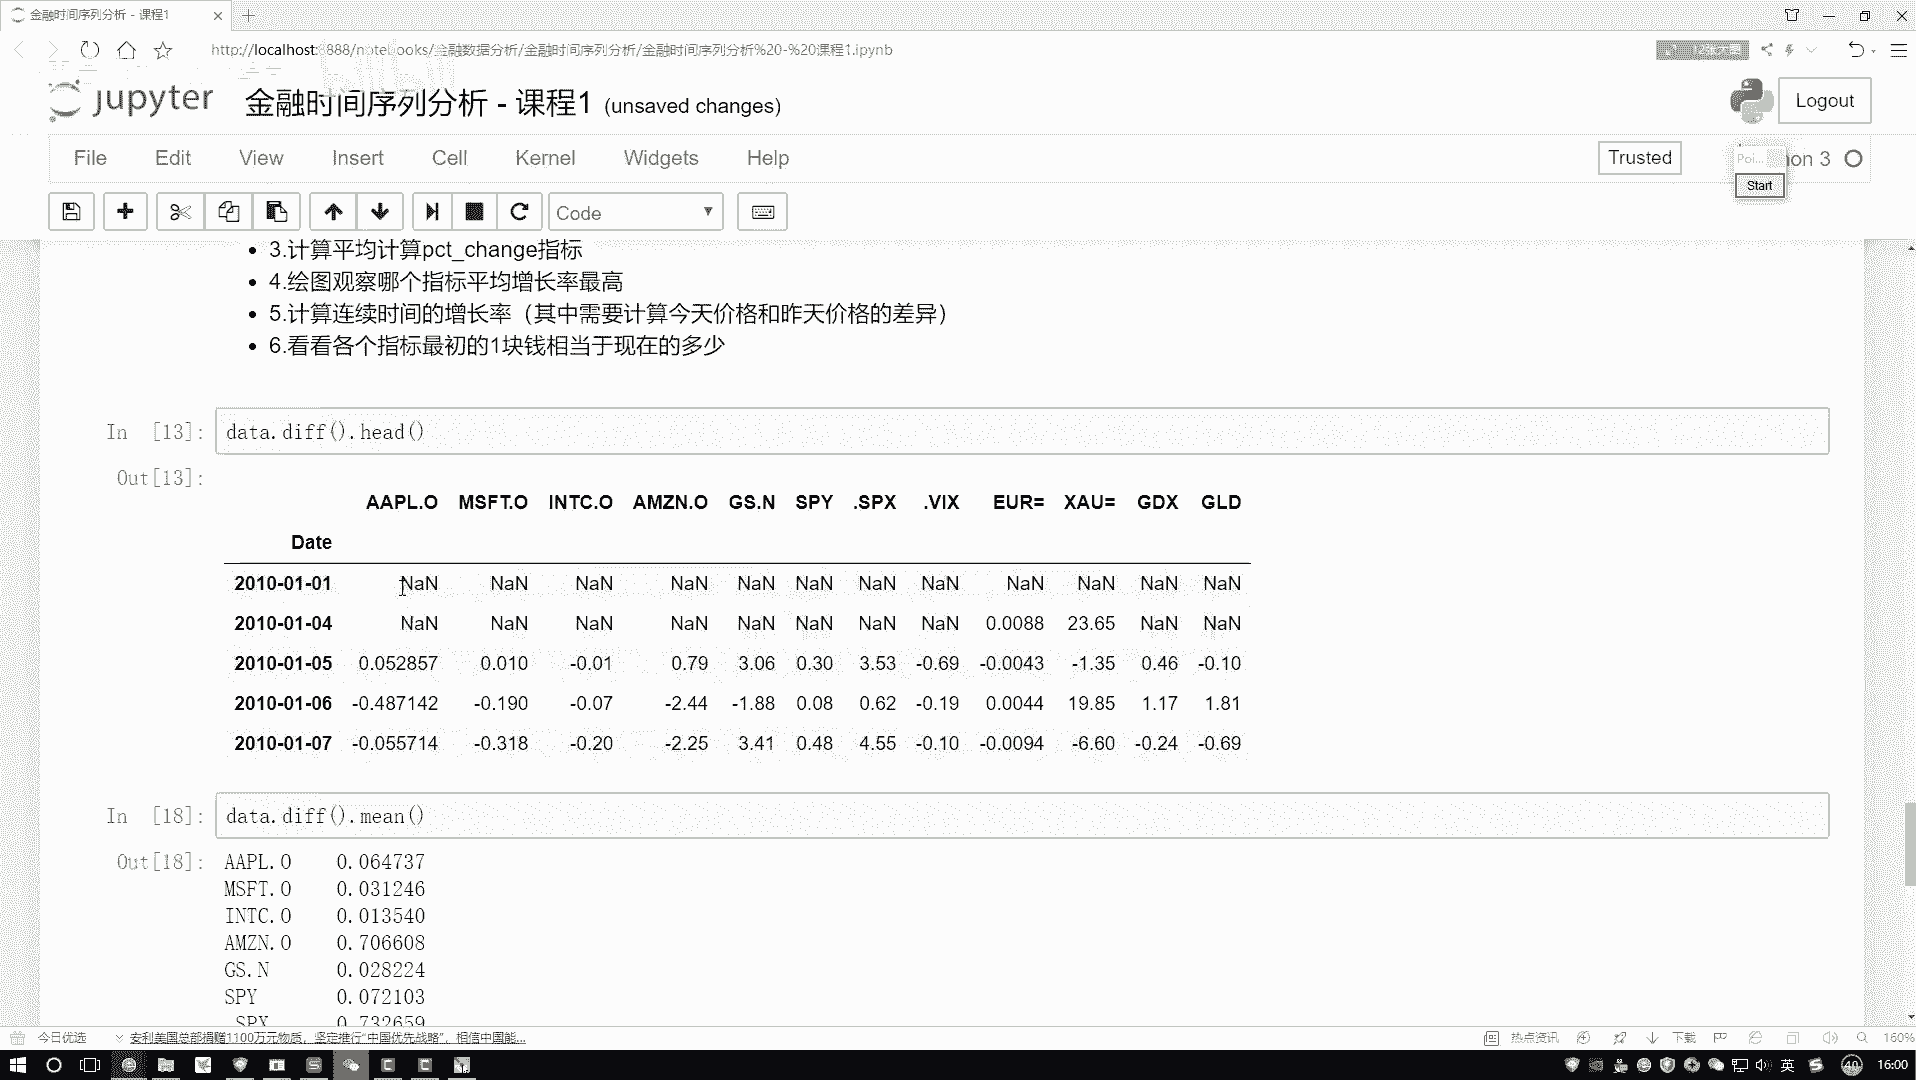 金融时间序列分析 - 课程1
http://localhost:8888/notebooks/金融数据分析/金融时间序列分析/金融时间序列分析%20-%20课程1.ipynb
jupyter 金融时间序列分析 - 课程1 (unsaved changes) Logout
File Edit View Insert Cell Kernel Widgets Help Trusted Poi... on 3
Start
Code
3.计算平均计算pct_change指标
4.绘图观察哪个指标平均增长率最高
5.计算连续时间的增长率（其中需要计算今天价格和昨天价格的差异）
6.看看各个指标最初的1块钱相当于现在的多少
In [13]: data.diff().head()
Out[13]:
AAPL.O MSFT.O INTC.O AMZN.O GS.N SPY .SPX .VIX EUR= XAU= GDX GLD
Date
2010-01-01 NaN NaN NaN NaN NaN NaN NaN NaN NaN NaN NaN NaN
2010-01-04 NaN NaN NaN NaN NaN NaN NaN NaN 0.0088 23.65 NaN NaN
2010-01-05 0.052857 0.010 -0.01 0.79 3.06 0.30 3.53 -0.69 -0.0043 -1.35 0.46 -0.10
2010-01-06 -0.487142 -0.190 -0.07 -2.44 -1.88 0.08 0.62 -0.19 0.0044 19.85 1.17 1.81
2010-01-07 -0.055714 -0.318 -0.20 -2.25 3.41 0.48 4.55 -0.10 -0.0094 -6.60 -0.24 -0.69
In [18]: data.diff().mean()
Out[18]: AAPL.O 0.064737
MSFT.O 0.031246
INTC.O 0.013540
AMZN.O 0.706608
GS.N 0.028224
SPY 0.072103
.SPX 0.732659
今日优选 安利美国总部捐赠1100万元物质，坚定推行“中国优先战略”，相信中国能... 热点资讯 下载 160%
英 40 16:00